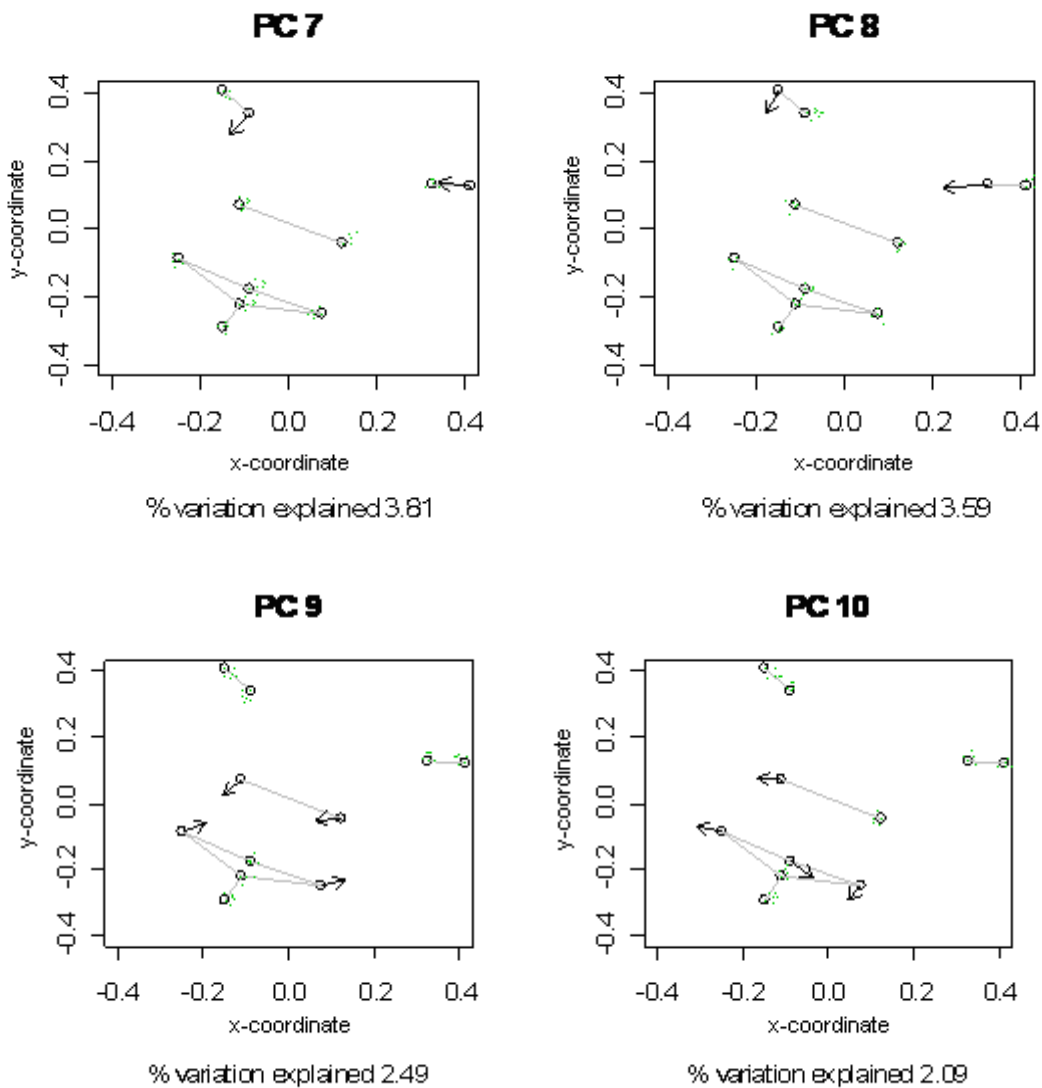 PC 7
0.4
0.2
0.0
-0.2
-0.4
y-coordinate
-0.4 -0.2 0.0 0.2 0.4
x-coordinate
% variation explained 3.81
PC 8
0.4
0.2
0.0
-0.2
-0.4
y-coordinate
-0.4 -0.2 0.0 0.2 0.4
x-coordinate
% variation explained 3.59
PC 9
0.4
0.2
0.0
-0.2
-0.4
y-coordinate
-0.4 -0.2 0.0 0.2 0.4
x-coordinate
% variation explained 2.49
PC 10
0.4
0.2
0.0
-0.2
-0.4
y-coordinate
-0.4 -0.2 0.0 0.2 0.4
x-coordinate
% variation explained 2.09